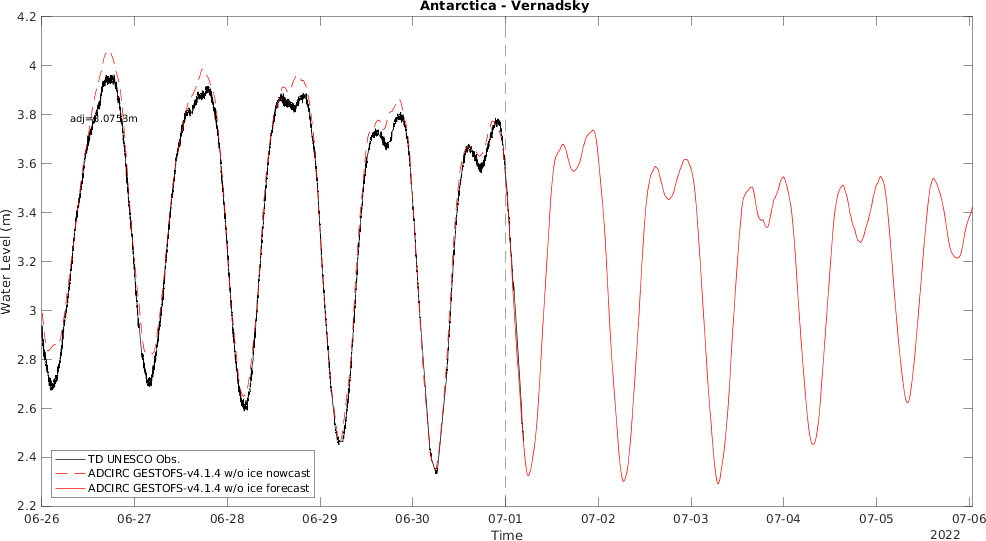 Antarctica - Vernadsky
4.2
4
3.8
3.6
3.4
3.2
3
2.8
2.6
2.4
2.2
Water Level (m)
adj=3.0753m
TD UNESCO Obs.
ADCIRC GESTOFS-v4.1.4 w/o ice nowcast
ADCIRC GESTOFS-v4.1.4 w/o ice forecast
06-26 06-27 06-28 06-29 06-30 07-01 07-02 07-03 07-04 07-05 07-06
Time
2022